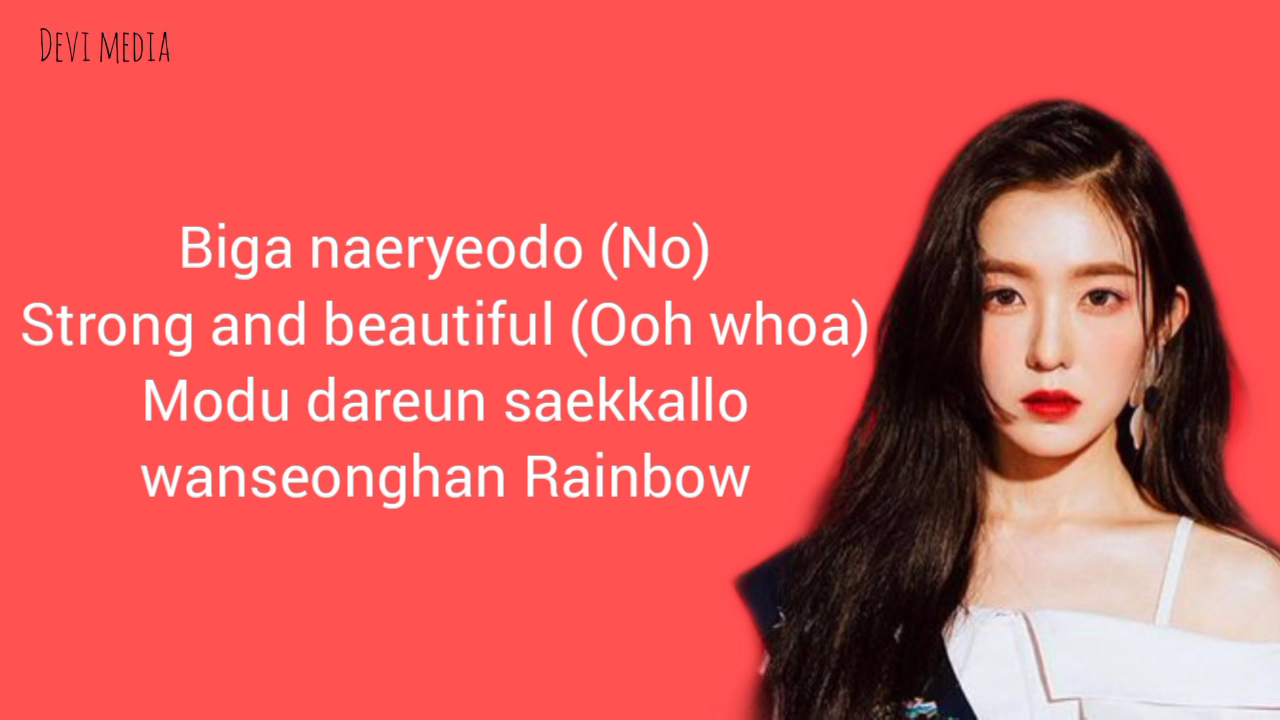 Devi media
Biga naeryeodo (No)
Strong and beautiful (Ooh whoa)
Modu dareun saekkallo
wanseonghan Rainbow